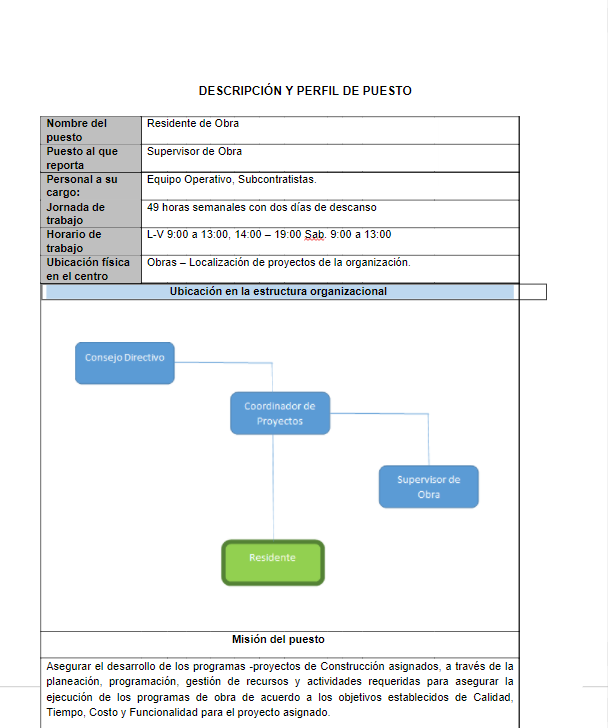 DESCRIPCIÓN Y PERFIL DE PUESTO
Nombre del
puesto
Residente de Obra
Puesto al que
reporta
Supervisor de Obra
Personal a su
cargo:
Equipo Operativo, Subcontratistas.
Jornada de
trabajo
49 horas semanales con dos días de descanso
Horario de
trabajo
L-V 9:00 a 13:00, 14:00 – 19:00 Sab. 9:00 a 13:00
Ubicación física
en el centro
Obras – Localización de proyectos de la organización.
Ubicación en la estructura organizacional
Consejo Directivo
Coordinador de
Proyectos
Supervisor de
Obra
Residente
Misión del puesto
Asegurar el desarrollo de los programas -proyectos de Construcción asignados, a través de la
planeación, programación, gestión de recursos y actividades requeridas para asegurar la
ejecución de los programas de obra de acuerdo a los objetivos establecidos de Calidad,
Tiempo, Costo y Funcionalidad para el proyecto asignado.